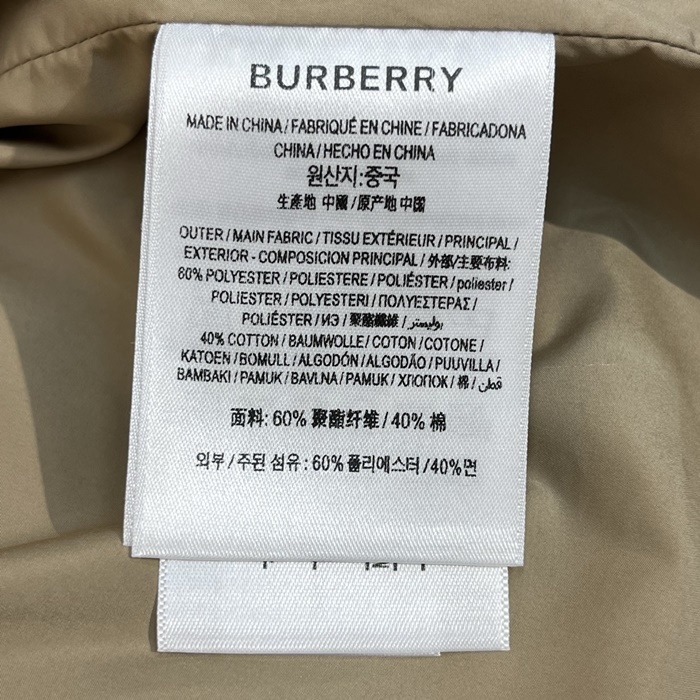 BURBERRY
MADE IN CHINA / FABRIQUÉ EN CHINE / FABRICADONA
CHINA / HECHO EN CHINA
원산지:중국
生産地 中國 / 原产地 中国
OUTER / MAIN FABRIC / TISSU EXTÉRIEUR / PRINCIPAL /
EXTERIOR - COMPOSICION PRINCIPAL / 外部/主要布料:
60% POLYESTER / POLIESTERE / POLIÉSTER / poliester /
POLIESTER / POLYESTERI / ΠΟΛΥΕΣΤΕΡΑΣ /
POLIÉSTER / ИЭ / 聚酯纖維 / بوليستر
40% COTTON / BAUMWOLLE / COTON / COTONE /
KATOEN / BOMULL / ALGODÓN / ALGODÃO / PUUVILLA /
BAMBAKI / PAMUK / BAVLNA / PAMUK / ХЛОПОК / 棉 / قطن
面料: 60% 聚酯纤维 / 40% 棉
외부 / 주된 섬유 : 60% 폴리에스터 / 40%면